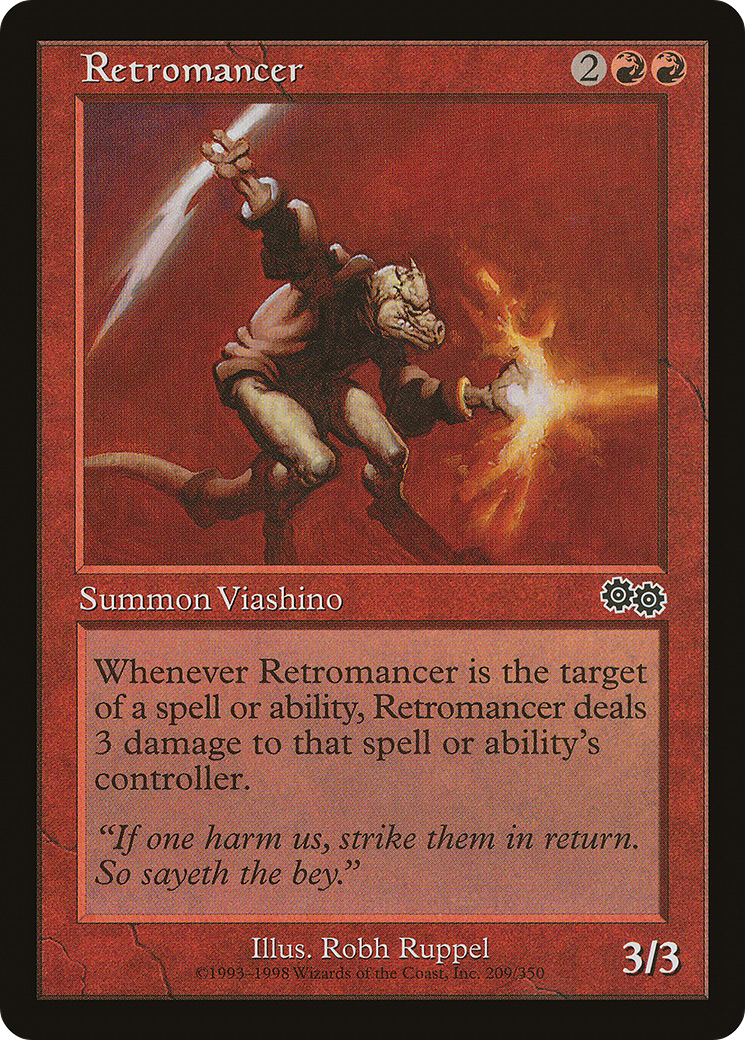 Retromancer
2
Summon Viashino
Whenever Retromancer is the target
of a spell or ability, Retromancer deals
3 damage to that spell or ability's
controller.
“If one harm us, strike them in return.
So sayeth the bey.”
Illus. Robh Ruppel
©1993–1998 Wizards of the Coast, Inc. 209/350
3/3